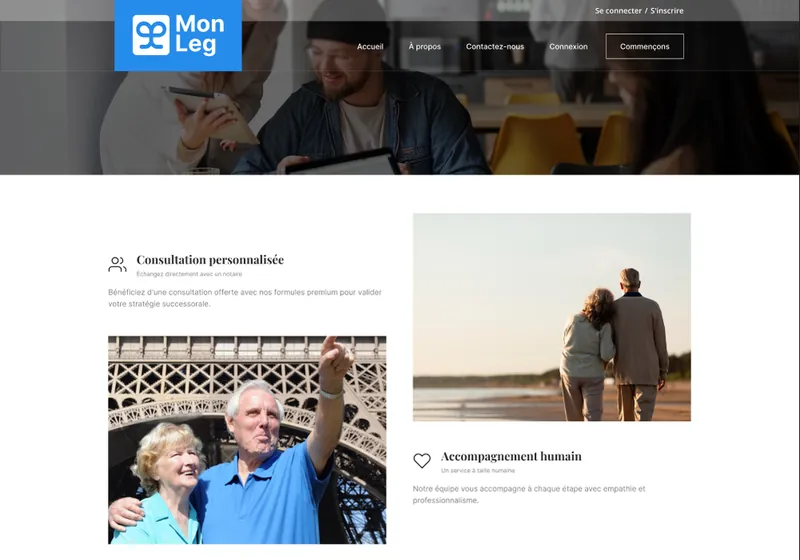 Se connecter / S'inscrire
Mon
Leg
Accueil
À propos
Contactez-nous
Connexion
Commençons
Consultation personnalisée
Échangez directement avec un notaire
Bénéficiez d'une consultation offerte avec nos formules premium pour valider
votre stratégie successorale.
Accompagnement humain
Un service à taille humaine
Notre équipe vous accompagne à chaque étape avec empathie et
professionnalisme.